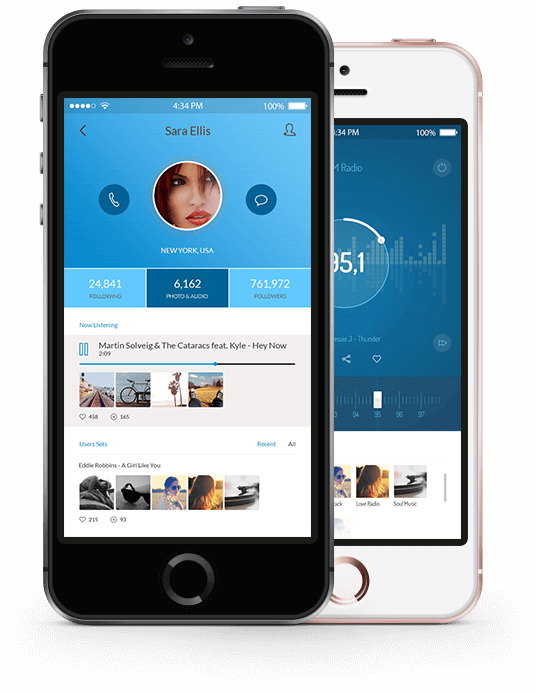 4:34 PM
100%
Sara Ellis
NEW YORK, USA
24,841
6,162
761,972
FOLLOWING
PHOTO & AUDIO
FOLLOWERS
Now Listening
Martin Solveig & The Cataracs feat. Kyle - Hey Now
2:09
458
165
Users Sets
Recent
All
Eddie Robbins - A Girl Like You
215
93
4:34 PM
100%
M Radio
95,1
essie J - Thunder
93
94
95
96
97
rack
Love Radio
Soul Music